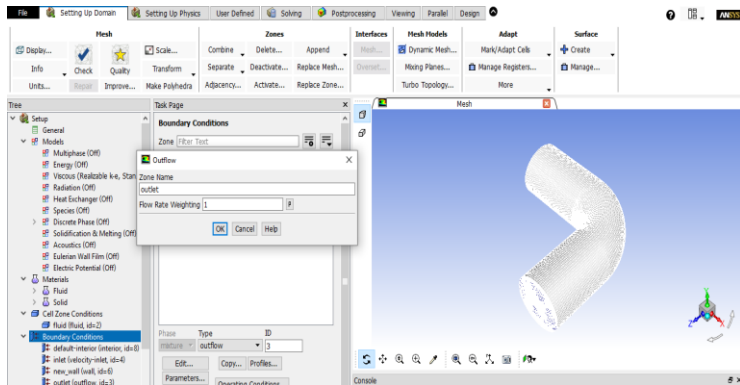 File Setting Up Domain Setting Up Physics User Defined Solving Postprocessing Viewing Parallel Design ANSYS
Mesh Zones Interfaces Mesh Models Adapt Surface
Display... Scale... Combine Delete... Append Mesh... Dynamic Mesh... Mark/Adapt Cells Create
Info Check Quality Transform Separate Deactivate... Replace Mesh... Overset... Mixing Planes... Manage Registers... Manage...
Units... Repair Improve... Make Polyhedra Adjacency... Activate... Replace Zone... Turbo Topology... More
Tree Task Page Mesh
Setup
General
Models
Multiphase (Off)
Energy (Off)
Viscous (Realizable k-e, Stan
Radiation (Off)
Heat Exchanger (Off)
Species (Off)
Discrete Phase (Off)
Solidification & Melting (Off)
Acoustics (Off)
Eulerian Wall Film (Off)
Electric Potential (Off)
Materials
Fluid
Solid
Cell Zone Conditions
fluid (fluid, id=2)
Boundary Conditions
default-interior (interior, id=8)
inlet (velocity-inlet, id=4)
new_wall (wall, id=6)
outlet (outflow, id=3)
Boundary Conditions
Zone Filter Text
Outflow
Zone Name
outlet
Flow Rate Weighting 1 P
OK Cancel Help
Phase Type ID
mixture outflow 3
Edit... Copy... Profiles...
Parameters... Operating Conditions...
Y
Z X
Console